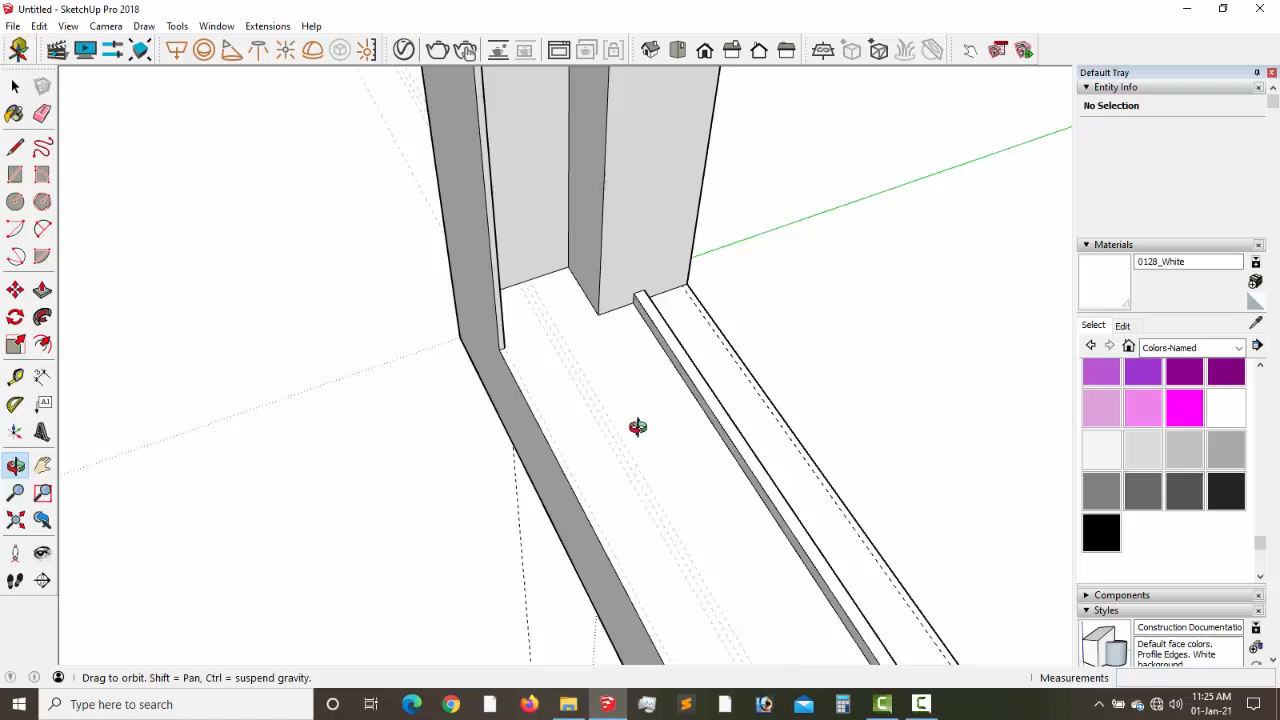 Untitled - SketchUp Pro 2018
File Edit View Camera Draw Tools Window Extensions Help
Default Tray
Entity Info
No Selection
Materials
0128_White
Select Edit
Colors-Named
Components
Styles
Construction Documentatio
Default face colors.
Profile Edges. White
background
A1
Drag to orbit. Shift = Pan, Ctrl = suspend gravity.
Measurements
Type here to search
11:25 AM
01-Jan-21